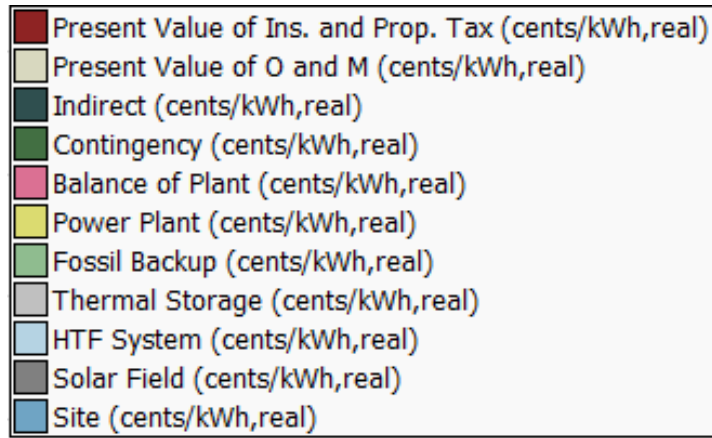 Present Value of Ins. and Prop. Tax (cents/kWh,real)
Present Value of O and M (cents/kWh,real)
Indirect (cents/kWh,real)
Contingency (cents/kWh,real)
Balance of Plant (cents/kWh,real)
Power Plant (cents/kWh,real)
Fossil Backup (cents/kWh,real)
Thermal Storage (cents/kWh,real)
HTF System (cents/kWh,real)
Solar Field (cents/kWh,real)
Site (cents/kWh,real)